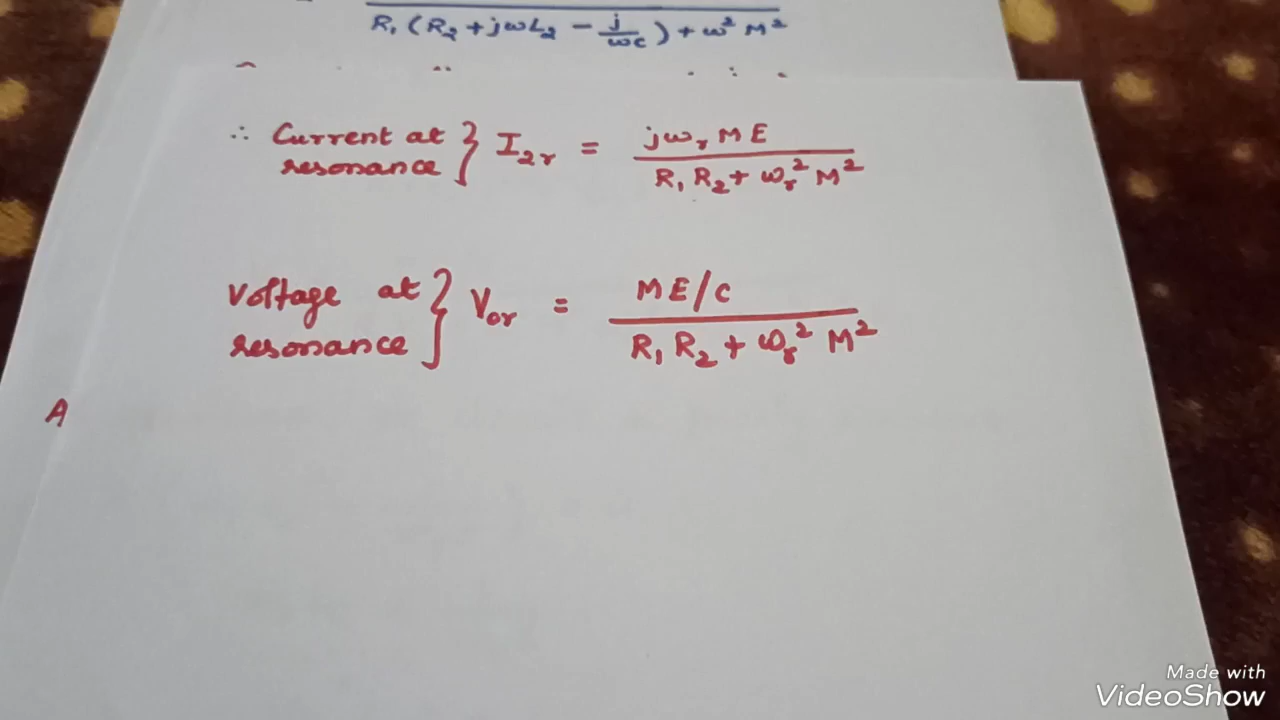 R₁ (R₂ + jωL₂ − j/ωc) + ω² M²
∴ Current at resonance } I₂ᵣ = jωᵣ M E / R₁ R₂ + ωᵣ² M²
Voltage at resonance } V₀ᵣ = M E/C / R₁ R₂ + ωᵣ² M²
A
Made with
VideoShow